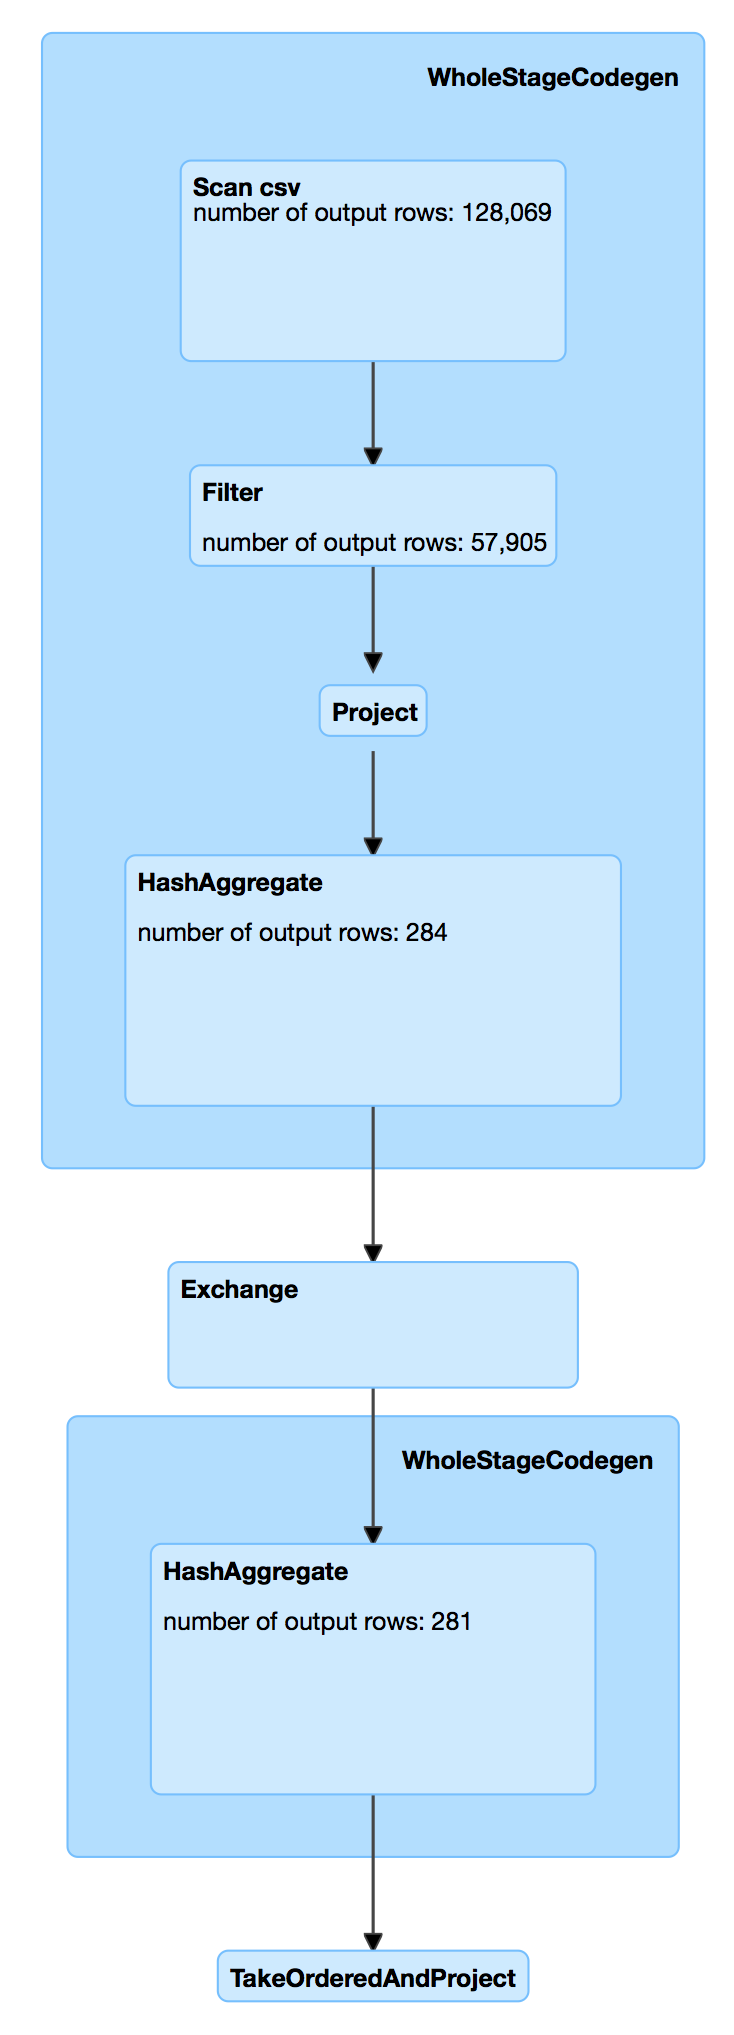 WholeStageCodegen
Scan csv
number of output rows: 128,069
Filter
number of output rows: 57,905
Project
HashAggregate
number of output rows: 284
Exchange
WholeStageCodegen
HashAggregate
number of output rows: 281
TakeOrderedAndProject